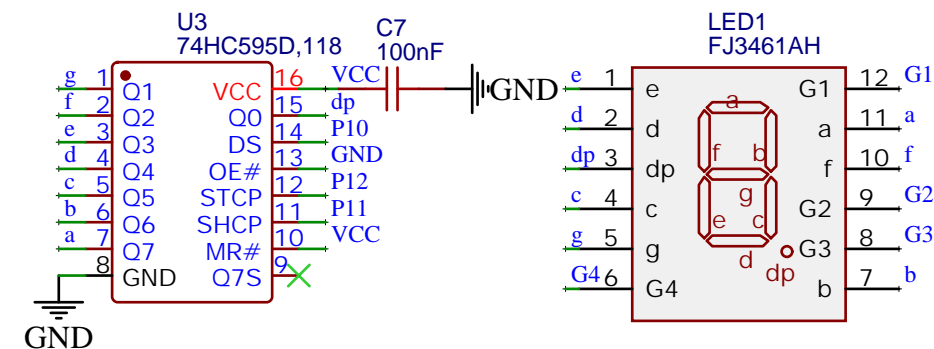 U3
74HC595D,118
C7
100nF
g 1 Q1 VCC 16 VCC
GND
f 2 Q2 Q0 15 dp
e 3 Q3 DS 14 P10
d 4 Q4 OE# 13 GND
c 5 Q5 STCP 12 P12
b 6 Q6 SHCP 11 P11
a 7 Q7 MR# 10 VCC
8 GND Q7S 9
GND
LED1
FJ3461AH
e 1 e G1 12 G1
d 2 d a 11 a
dp 3 dp f 10 f
c 4 c G2 9 G2
g 5 g G3 8 G3
G4 6 G4 b 7 b
a
f b
g
e c
d dp